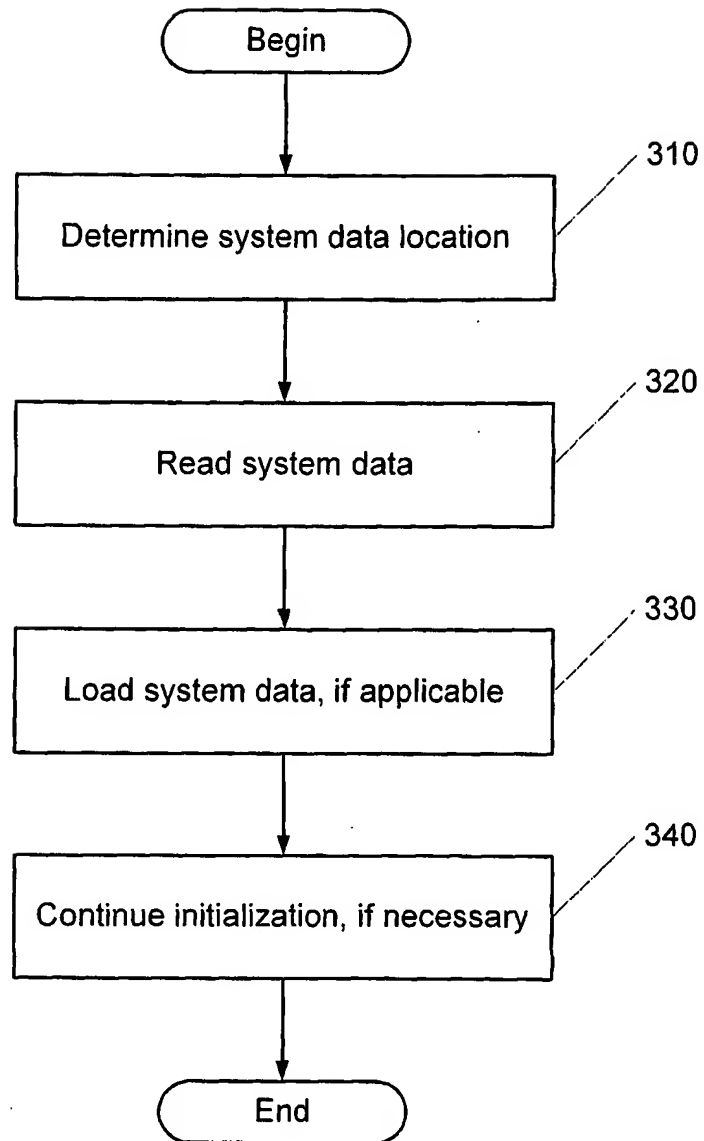 Begin
310
Determine system data location
320
Read system data
330
Load system data, if applicable
340
Continue initialization, if necessary
End